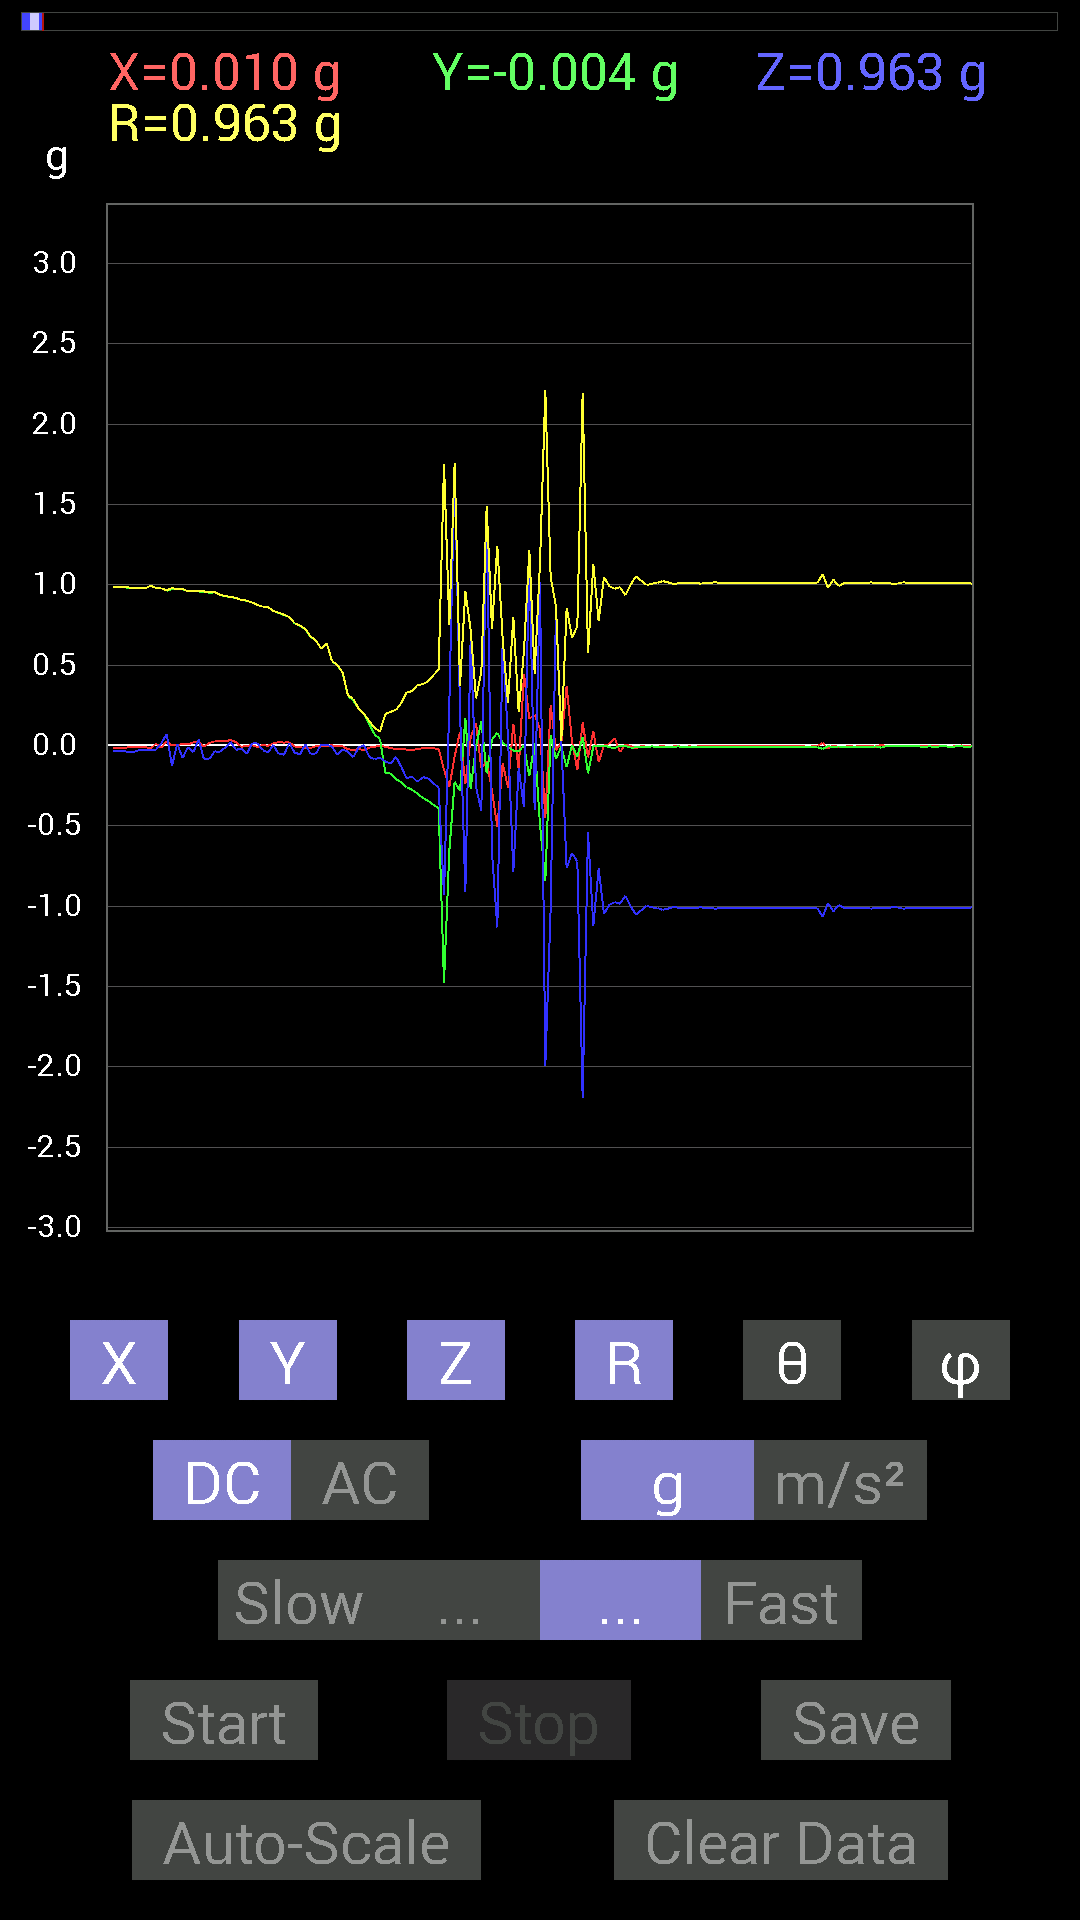 X=0.010 g Y=-0.004 g Z=0.963 g
R=0.963 g
g
3.0
2.5
2.0
1.5
1.0
0.5
0.0
-0.5
-1.0
-1.5
-2.0
-2.5
-3.0
X Y Z R θ φ
DC AC g m/s²
Slow ... ... Fast
Start Stop Save
Auto-Scale Clear Data